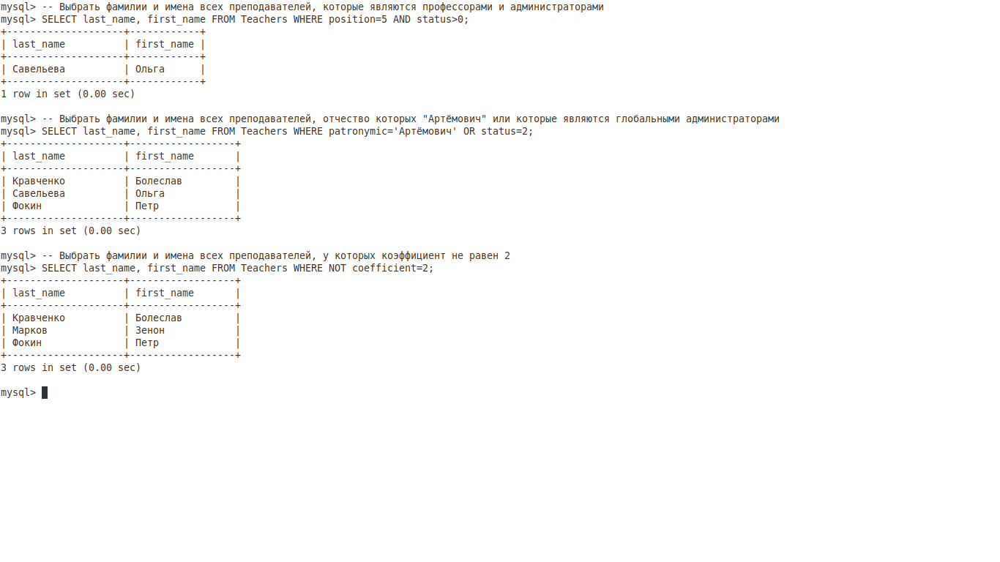 mysql> -- Выбрать фамилии и имена всех преподавателей, которые являются профессорами и администраторами
mysql> SELECT last_name, first_name FROM Teachers WHERE position=5 AND status>0;
+--------------------+------------+
| last_name          | first_name |
+--------------------+------------+
| Савельева          | Ольга      |
+--------------------+------------+
1 row in set (0.00 sec)

mysql> -- Выбрать фамилии и имена всех преподавателей, отчество которых "Артёмович" или которые являются глобальными администраторами
mysql> SELECT last_name, first_name FROM Teachers WHERE patronymic='Артёмович' OR status=2;
+--------------------+------------------+
| last_name          | first_name       |
+--------------------+------------------+
| Кравченко          | Болеслав         |
| Савельева          | Ольга            |
| Фокин              | Петр             |
+--------------------+------------------+
3 rows in set (0.00 sec)

mysql> -- Выбрать фамилии и имена всех преподавателей, у которых коэффициент не равен 2
mysql> SELECT last_name, first_name FROM Teachers WHERE NOT coefficient=2;
+--------------------+------------------+
| last_name          | first_name       |
+--------------------+------------------+
| Кравченко          | Болеслав         |
| Марков             | Зенон            |
| Фокин              | Петр             |
+--------------------+------------------+
3 rows in set (0.00 sec)

mysql>